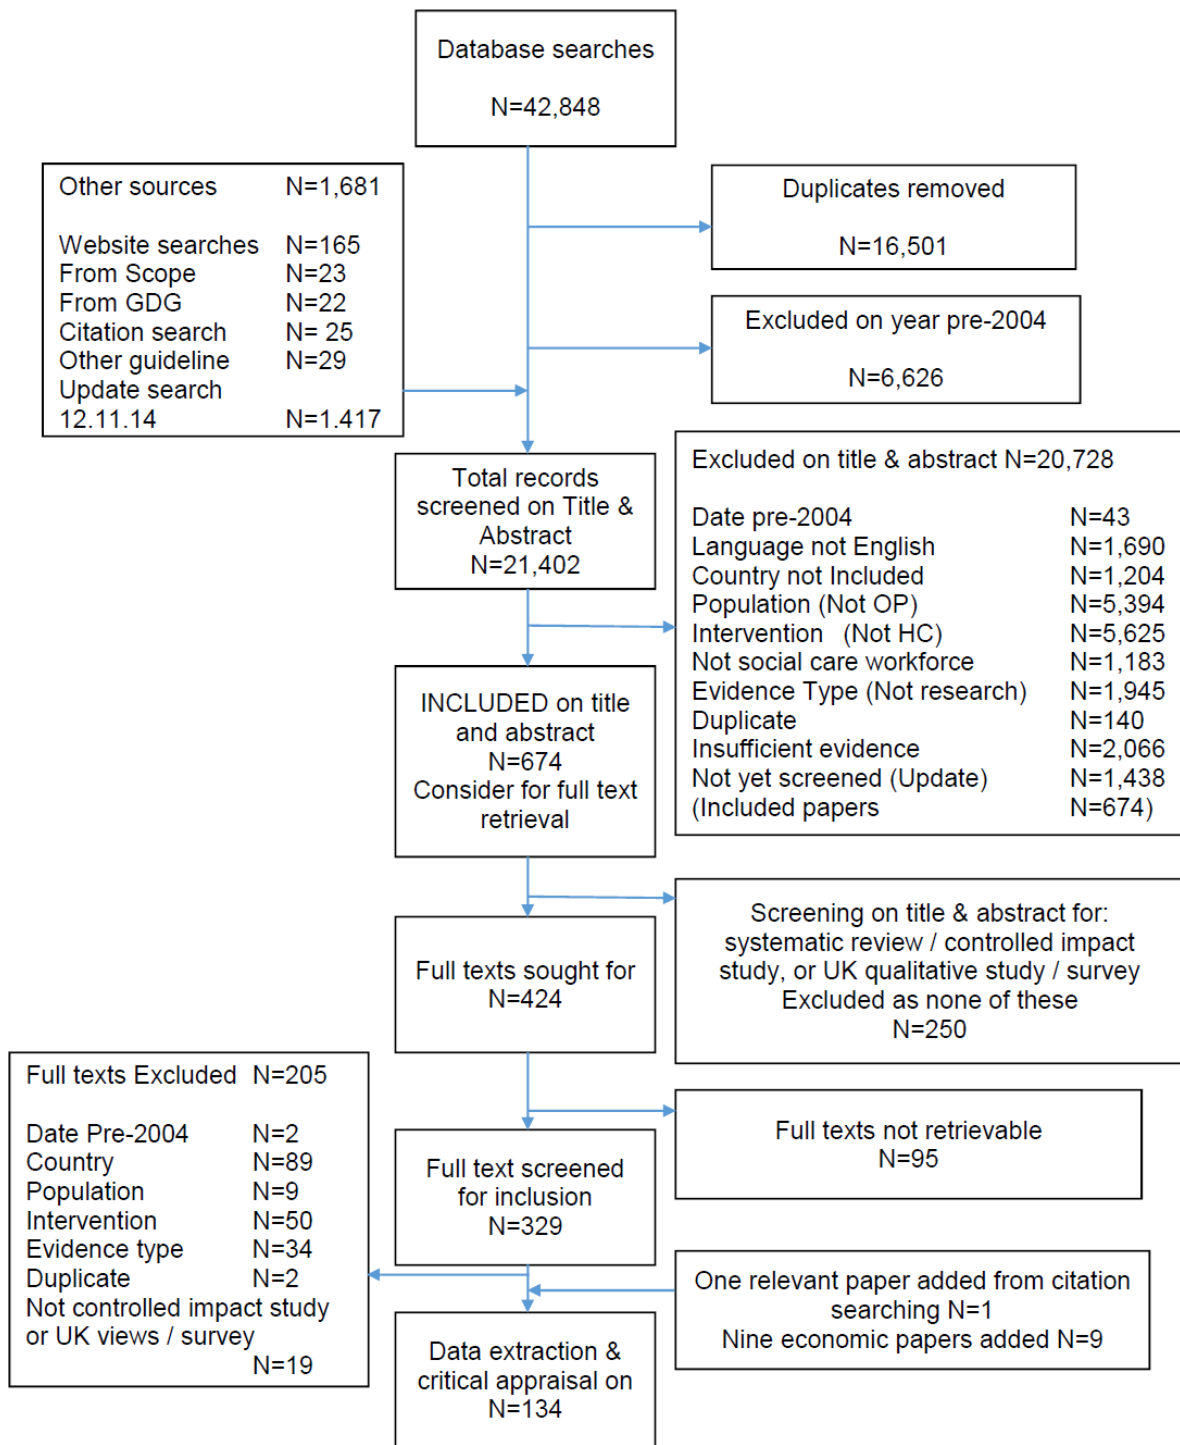 Database searches
N=42,848
Other sources N=1,681
Website searches N=165
From Scope N=23
From GDG N=22
Citation search N= 25
Other guideline N=29
Update search
12.11.14 N=1.417
Duplicates removed
N=16,501
Excluded on year pre-2004
N=6,626
Total records
screened on Title &
Abstract
N=21,402
Excluded on title & abstract N=20,728
Date pre-2004 N=43
Language not English N=1,690
Country not Included N=1,204
Population (Not OP) N=5,394
Intervention (Not HC) N=5,625
Not social care workforce N=1,183
Evidence Type (Not research) N=1,945
Duplicate N=140
Insufficient evidence N=2,066
Not yet screened (Update) N=1,438
(Included papers N=674)
INCLUDED on title
and abstract
N=674
Consider for full text
retrieval
Screening on title & abstract for:
systematic review / controlled impact
study, or UK qualitative study / survey
Excluded as none of these
N=250
Full texts sought for
N=424
Full texts not retrievable
N=95
Full texts Excluded N=205
Date Pre-2004 N=2
Country N=89
Population N=9
Intervention N=50
Evidence type N=34
Duplicate N=2
Not controlled impact study
or UK views / survey
N=19
Full text screened
for inclusion
N=329
One relevant paper added from citation
searching N=1
Nine economic papers added N=9
Data extraction &
critical appraisal on
N=134